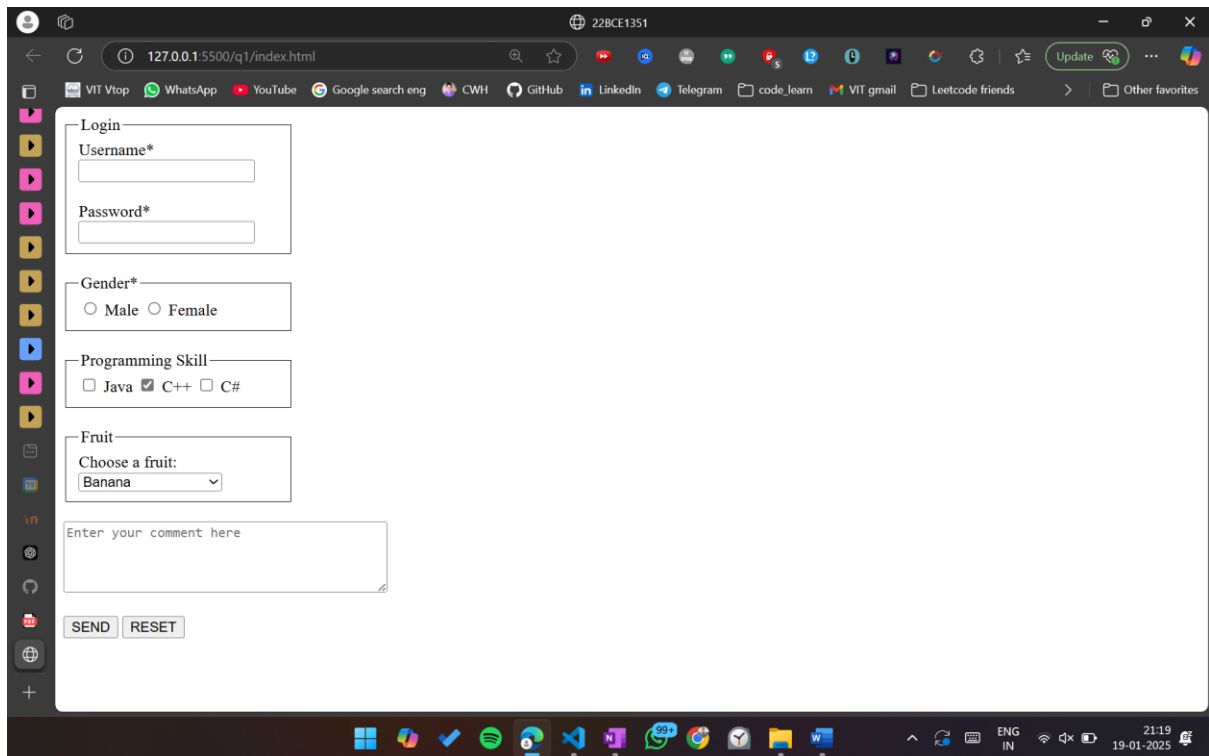 22BCE1351
127.0.0.1:5500/q1/index.html
Update
VIT Vtop WhatsApp YouTube Google search eng CWH GitHub LinkedIn Telegram code_learn VIT gmail Leetcode friends Other favorites
Login
Username*
Password*
Gender*
Male Female
Programming Skill
Java C++ C#
Fruit
Choose a fruit:
Banana
Enter your comment here
SEND RESET
99+
ENG
IN
21:19
19-01-2025